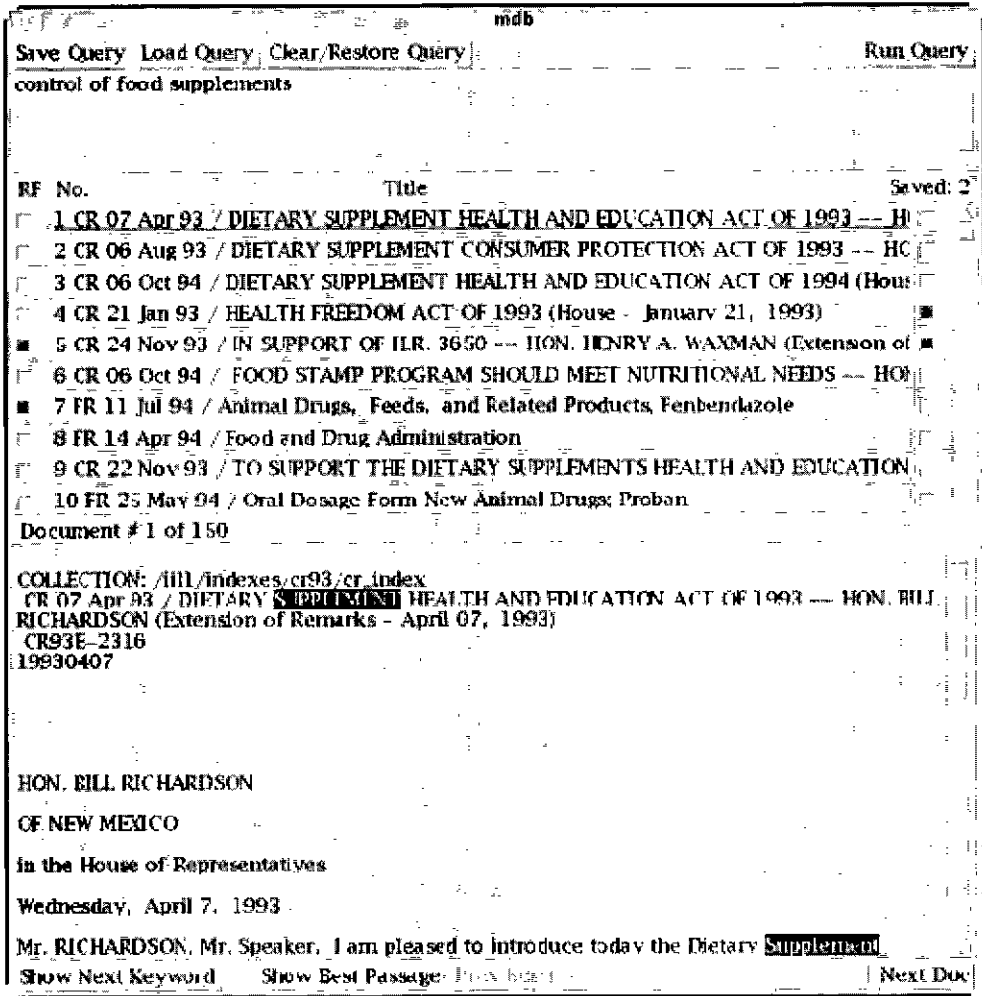 mdb
Save Query Load Query Clear/Restore Query Run Query
control of food supplements
RF No. Title Saved: 2
1 CR 07 Apr 93 / DIETARY SUPPLEMENT HEALTH AND EDUCATION ACT OF 1993 -- H
2 CR 06 Aug 93 / DIETARY SUPPLEMENT CONSUMER PROTECTION ACT OF 1993 -- HO
3 CR 06 Oct 94 / DIETARY SUPPLEMENT HEALTH AND EDUCATION ACT OF 1994 (Hous
4 CR 21 Jan 93 / HEALTH FREEDOM ACT OF 1993 (House - January 21, 1993)
5 CR 24 Nov 93 / IN SUPPORT OF H.R. 3650 -- HON. HENRY A. WAXMAN (Extension of
6 CR 06 Oct 94 / FOOD STAMP PROGRAM SHOULD MEET NUTRITIONAL NEEDS -- HON
7 FR 11 Jul 94 / Animal Drugs, Feeds, and Related Products, Fenbendazole
8 FR 14 Apr 94 / Food and Drug Administration
9 CR 22 Nov 93 / TO SUPPORT THE DIETARY SUPPLEMENTS HEALTH AND EDUCATION
10 FR 25 May 94 / Oral Dosage Form New Animal Drugs; Proban
Document # 1 of 150
COLLECTION: /indexes/cr93/cr_index
CR 07 Apr 93 / DIETARY SUPPLEMENT HEALTH AND EDUCATION ACT OF 1993 -- HON. BILL
RICHARDSON (Extension of Remarks - April 07, 1993)
CR93E-2316
19930407
HON. BILL RICHARDSON
OF NEW MEXICO
in the House of Representatives
Wednesday, April 7, 1993
Mr. RICHARDSON. Mr. Speaker, I am pleased to introduce today the Dietary Supplement
Show Next Keyword Show Best Passage Next Doc